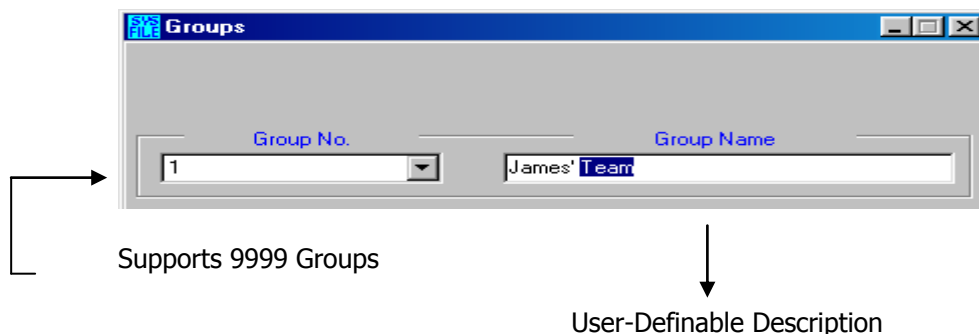 SYS
FILE
Groups
Group No.
Group Name
1
James' Team
Supports 9999 Groups
User-Definable Description